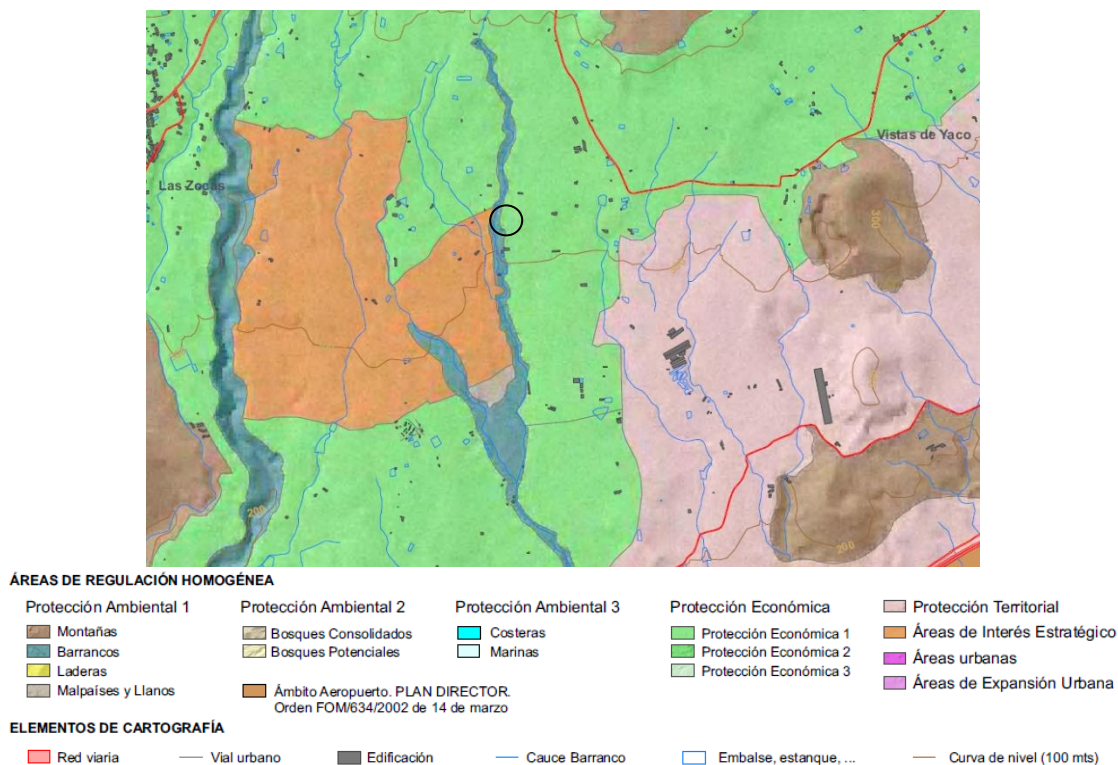 Vistas de Yaco
Las Zocas
300
200
200
ÁREAS DE REGULACIÓN HOMOGÉNEA
Protección Ambiental 1
Montañas
Barrancos
Laderas
Malpaíses y Llanos
Protección Ambiental 2
Bosques Consolidados
Bosques Potenciales
Ámbito Aeropuerto. PLAN DIRECTOR.
Orden FOM/634/2002 de 14 de marzo
Protección Ambiental 3
Costeras
Marinas
Protección Económica
Protección Económica 1
Protección Económica 2
Protección Económica 3
Protección Territorial
Áreas de Interés Estratégico
Áreas urbanas
Áreas de Expansión Urbana
ELEMENTOS DE CARTOGRAFÍA
Red viaria
Vial urbano
Edificación
Cauce Barranco
Embalse, estanque, ...
Curva de nivel (100 mts)